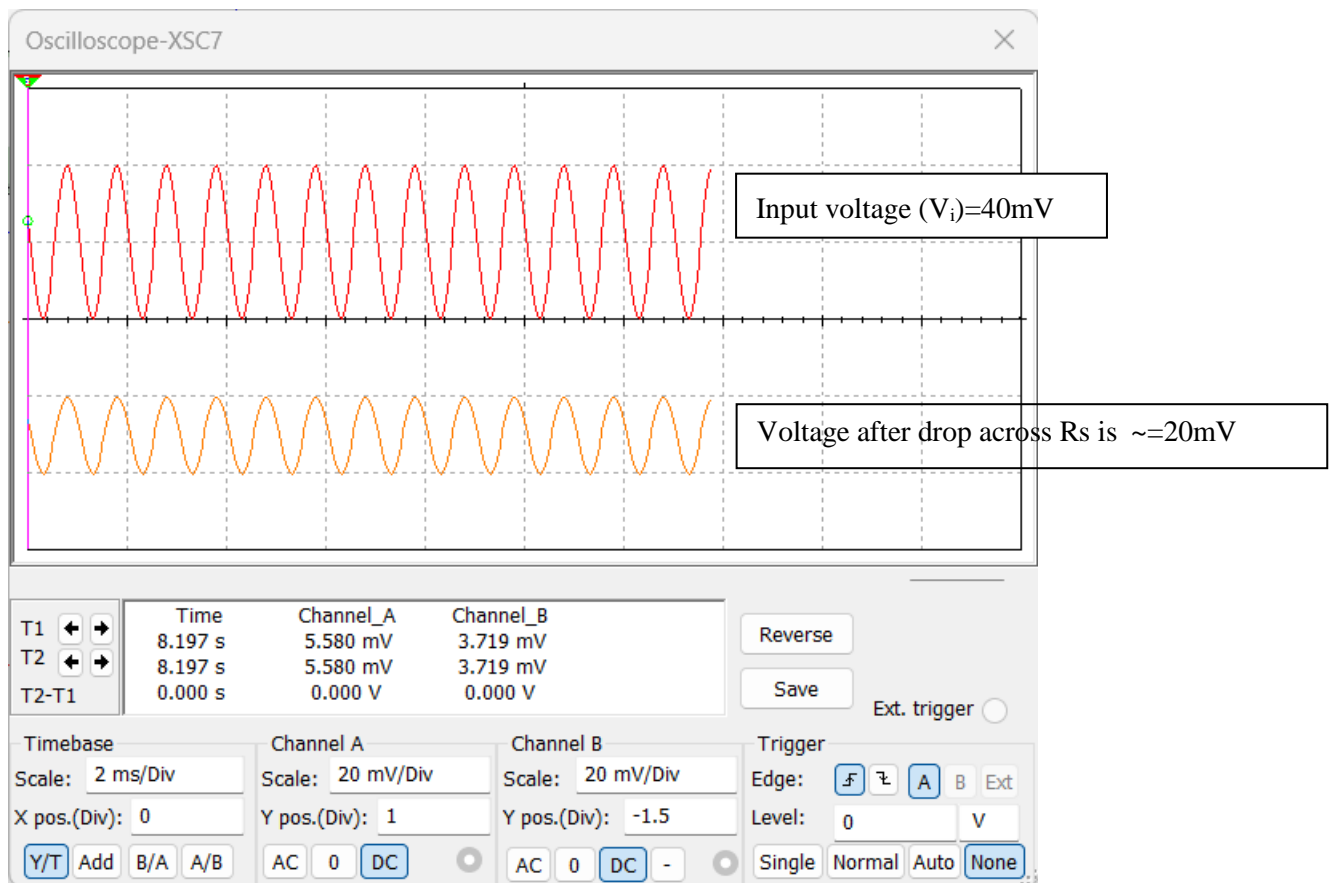 Oscilloscope-XSC7
Input voltage (Vi)=40mV
Voltage after drop across Rs is ~=20mV
Time Channel_A Channel_B
T1 8.197 s 5.580 mV 3.719 mV
T2 8.197 s 5.580 mV 3.719 mV
T2-T1 0.000 s 0.000 V 0.000 V
Reverse
Save
Ext. trigger
Timebase Channel A Channel B Trigger
Scale: 2 ms/Div Scale: 20 mV/Div Scale: 20 mV/Div Edge: A B Ext
X pos.(Div): 0 Y pos.(Div): 1 Y pos.(Div): -1.5 Level: 0 V
Y/T Add B/A A/B AC 0 DC AC 0 DC - Single Normal Auto None